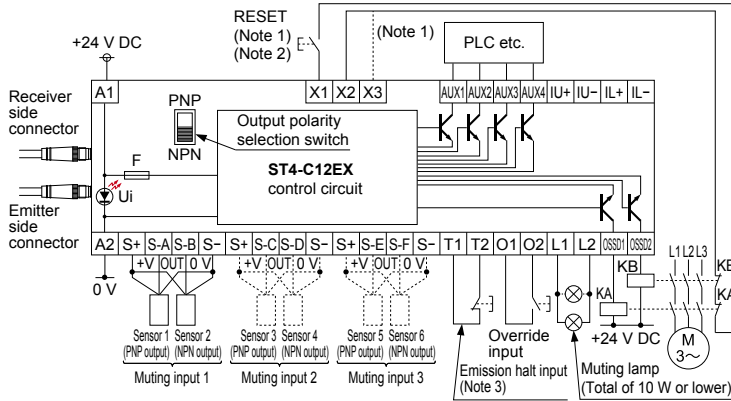 RESET
(Note 1)
(Note 2)
(Note 1)
PLC etc.
+24 V DC
A1
X1 X2 X3
AUX1 AUX2 AUX3 AUX4 IU+ IU− IL+ IL−
Receiver
side
connector
PNP
NPN
Output polarity
selection switch
F
ST4-C12EX
control circuit
Ui
Emitter
side
connector
A2 S+ S-A S-B S− S+ S-C S-D S− S+ S-E S-F S− T1 T2 O1 O2 L1 L2 OSSD1 OSSD2
0 V
+V OUT 0 V
+V OUT 0 V
+V OUT 0 V
L1 L2 L3
KB
KB
KA
KA
+24 V DC
M
3~
Sensor 1
(PNP output)
Sensor 2
(NPN output)
Sensor 3
(PNP output)
Sensor 4
(NPN output)
Sensor 5
(PNP output)
Sensor 6
(NPN output)
Muting input 1
Muting input 2
Muting input 3
Override
input
Emission halt input
(Note 3)
Muting lamp
(Total of 10 W or lower)